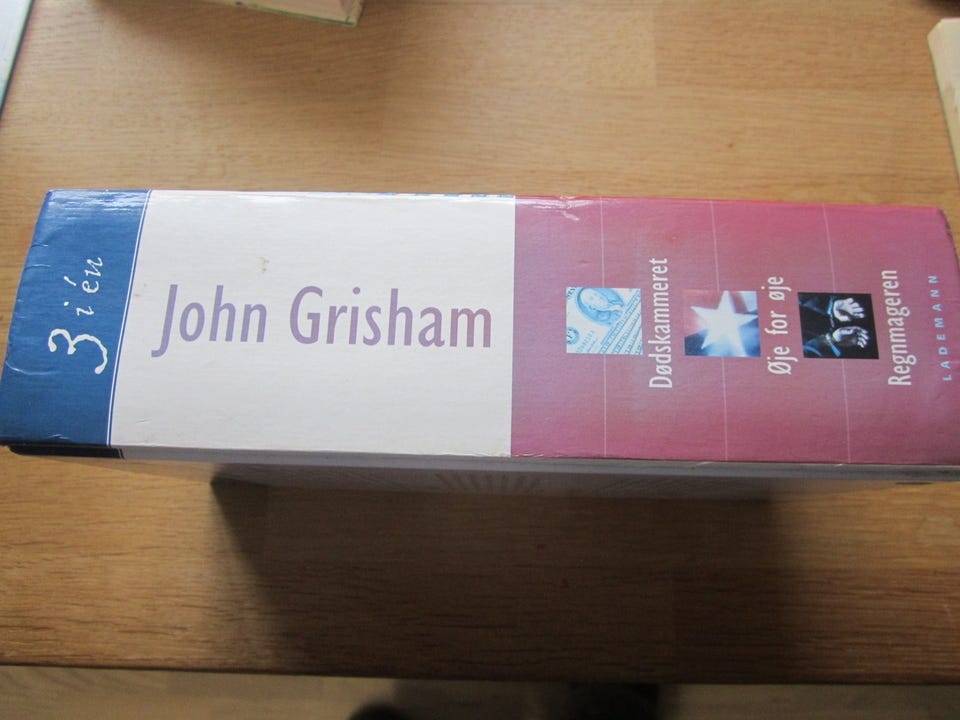 3 i én
John Grisham
Dødskammeret
Øje for øje
Regnmageren
LADEMANN